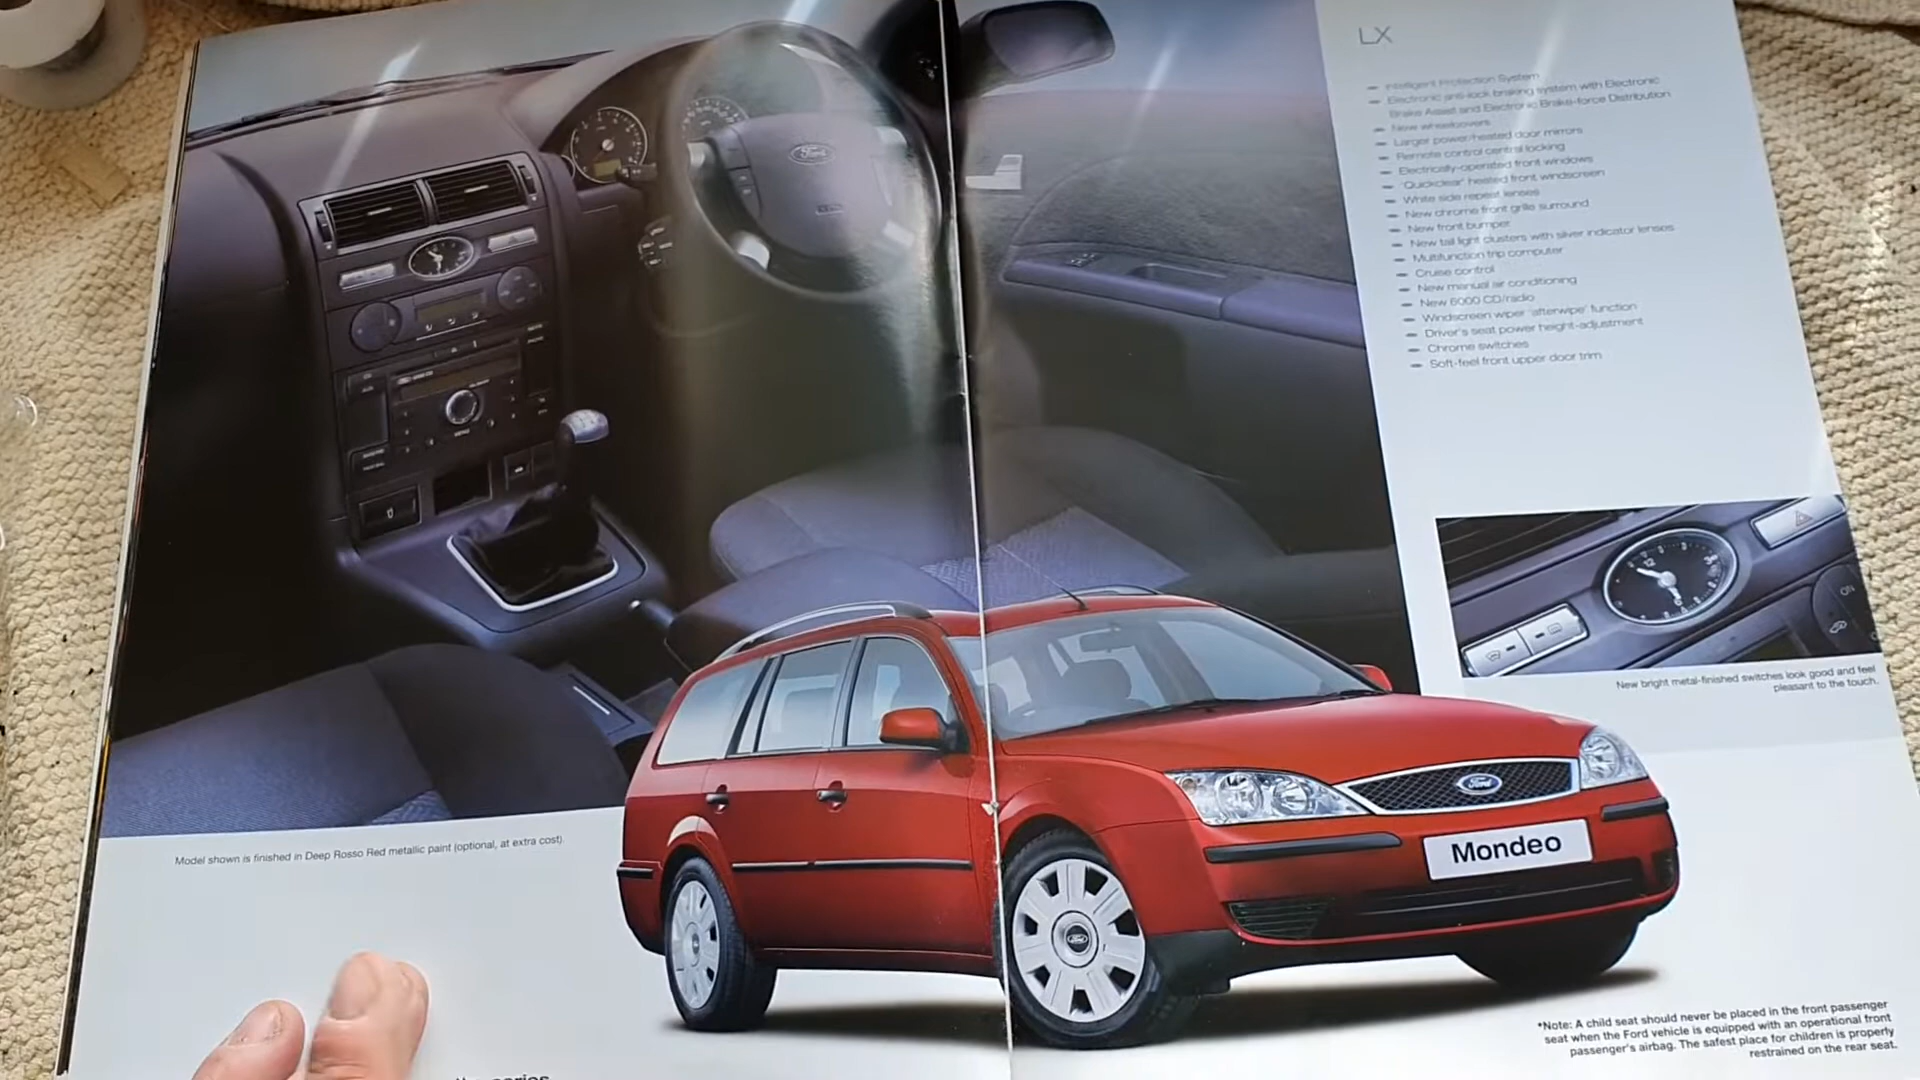 LX
Intelligent Protection System
Electronic anti-lock braking system with Electronic
Brake Assist and Electronic Brake-force Distribution
New wheelcovers
Larger power/heated door mirrors
Remote control central locking
Electrically-operated front windows
'Quickclear' heated front windscreen
White side repeat lenses
New chrome front grille surround
New front bumper
New tail light clusters with silver indicator lenses
Multifunction trip computer
Cruise control
New manual air conditioning
New 6000 CD/radio
Windscreen wiper 'afterwipe' function
Driver's seat power height-adjustment
Chrome switches
Soft-feel front upper door trim
Ford
12
ON
New bright metal-finished switches look good and feel
pleasant to the touch.
Ford
Mondeo
Ford
Model shown is finished in Deep Rosso Red metallic paint (optional, at extra cost).
*Note: A child seat should never be placed in the front passenger
seat when the Ford vehicle is equipped with an operational front
passenger's airbag. The safest place for children is properly
restrained on the rear seat.
series